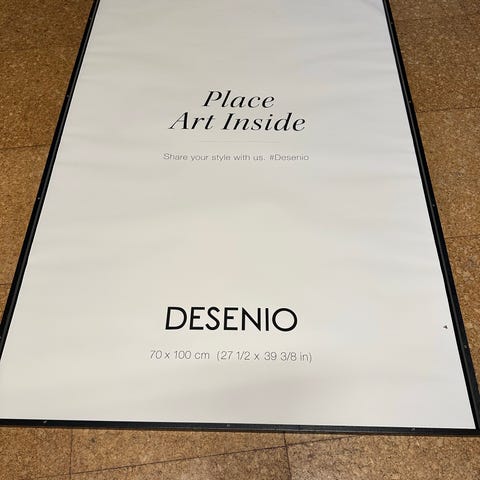 Place
Art Inside
Share your style with us. #Desenio
DESENIO
70 x 100 cm (27 1/2 x 39 3/8 in)